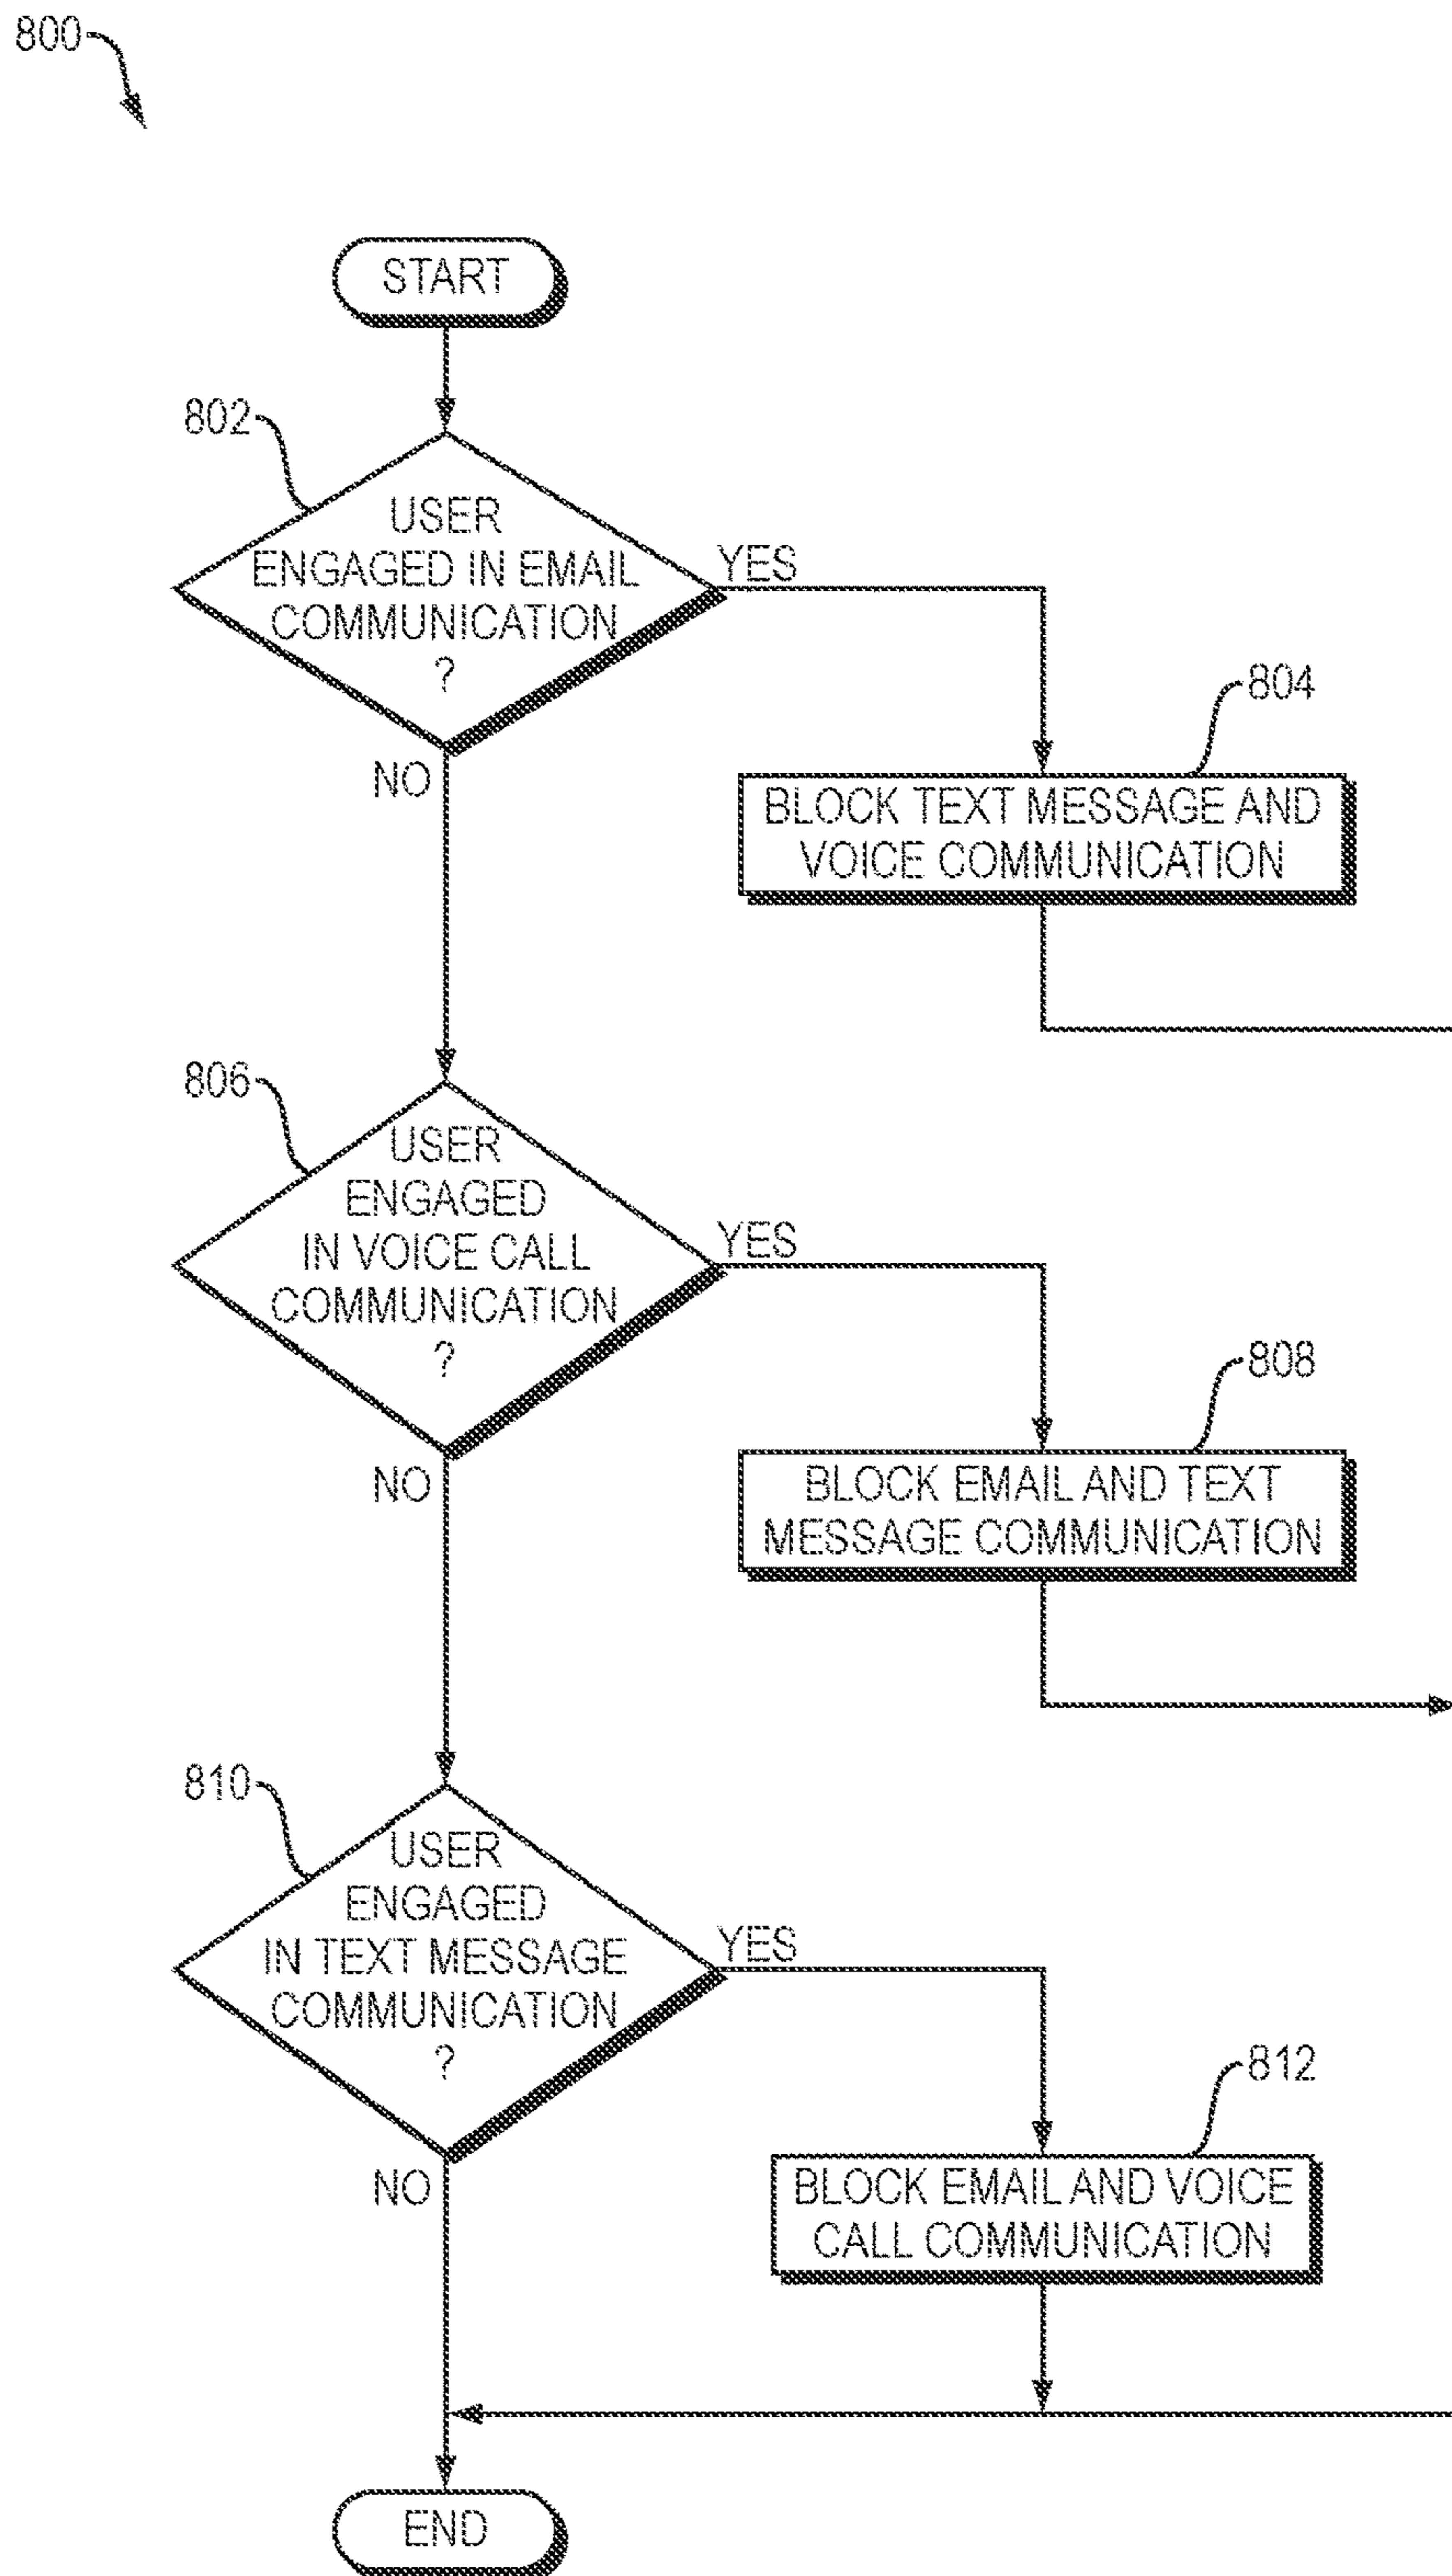 800
START
802
USER
ENGAGED IN EMAIL
COMMUNICATION
?
YES
NO
804
BLOCK TEXT MESSAGE AND
VOICE COMMUNICATION
806
USER
ENGAGED
IN VOICE CALL
COMMUNICATION
?
YES
NO
808
BLOCK EMAIL AND TEXT
MESSAGE COMMUNICATION
810
USER
ENGAGED
IN TEXT MESSAGE
COMMUNICATION
?
YES
NO
812
BLOCK EMAIL AND VOICE
CALL COMMUNICATION
END